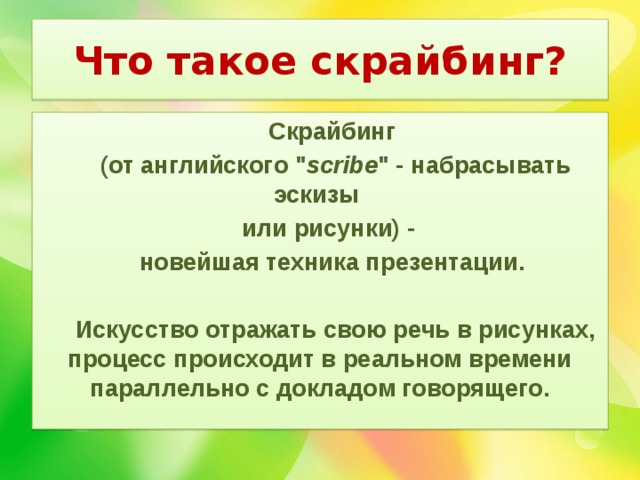 Что такое скрайбинг?
Скрайбинг
(от английского "scribe" - набрасывать
эскизы
или рисунки) -
новейшая техника презентации.
Искусство отражать свою речь в рисунках,
процесс происходит в реальном времени
параллельно с докладом говорящего.